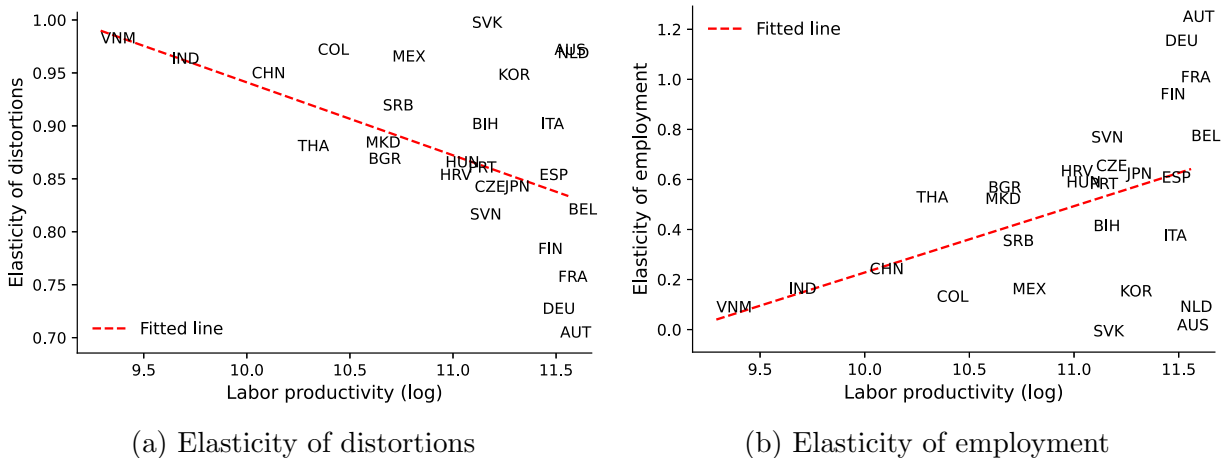 Elasticity of distortions
1.00
0.95
0.90
0.85
0.80
0.75
0.70
VNM
IND
CHN
COL
MEX
SVK
KOR
AUS
NLD
SRB
THA
MKD
BGR
BIH
ITA
HUN
HRV
PRT
CZE
JPN
ESP
SVN
BEL
FIN
FRA
DEU
AUT
Fitted line
9.5 10.0 10.5 11.0 11.5
Labor productivity (log)
(a) Elasticity of distortions
Elasticity of employment
1.2
1.0
0.8
0.6
0.4
0.2
0.0
Fitted line
AUT
DEU
FRA
FIN
SVN
BEL
HRV
CZE
HUN
PRT
JPN
ESP
THA
BGR
MKD
BIH
SRB
ITA
CHN
IND
VNM
COL
MEX
KOR
NLD
AUS
SVK
9.5 10.0 10.5 11.0 11.5
Labor productivity (log)
(b) Elasticity of employment